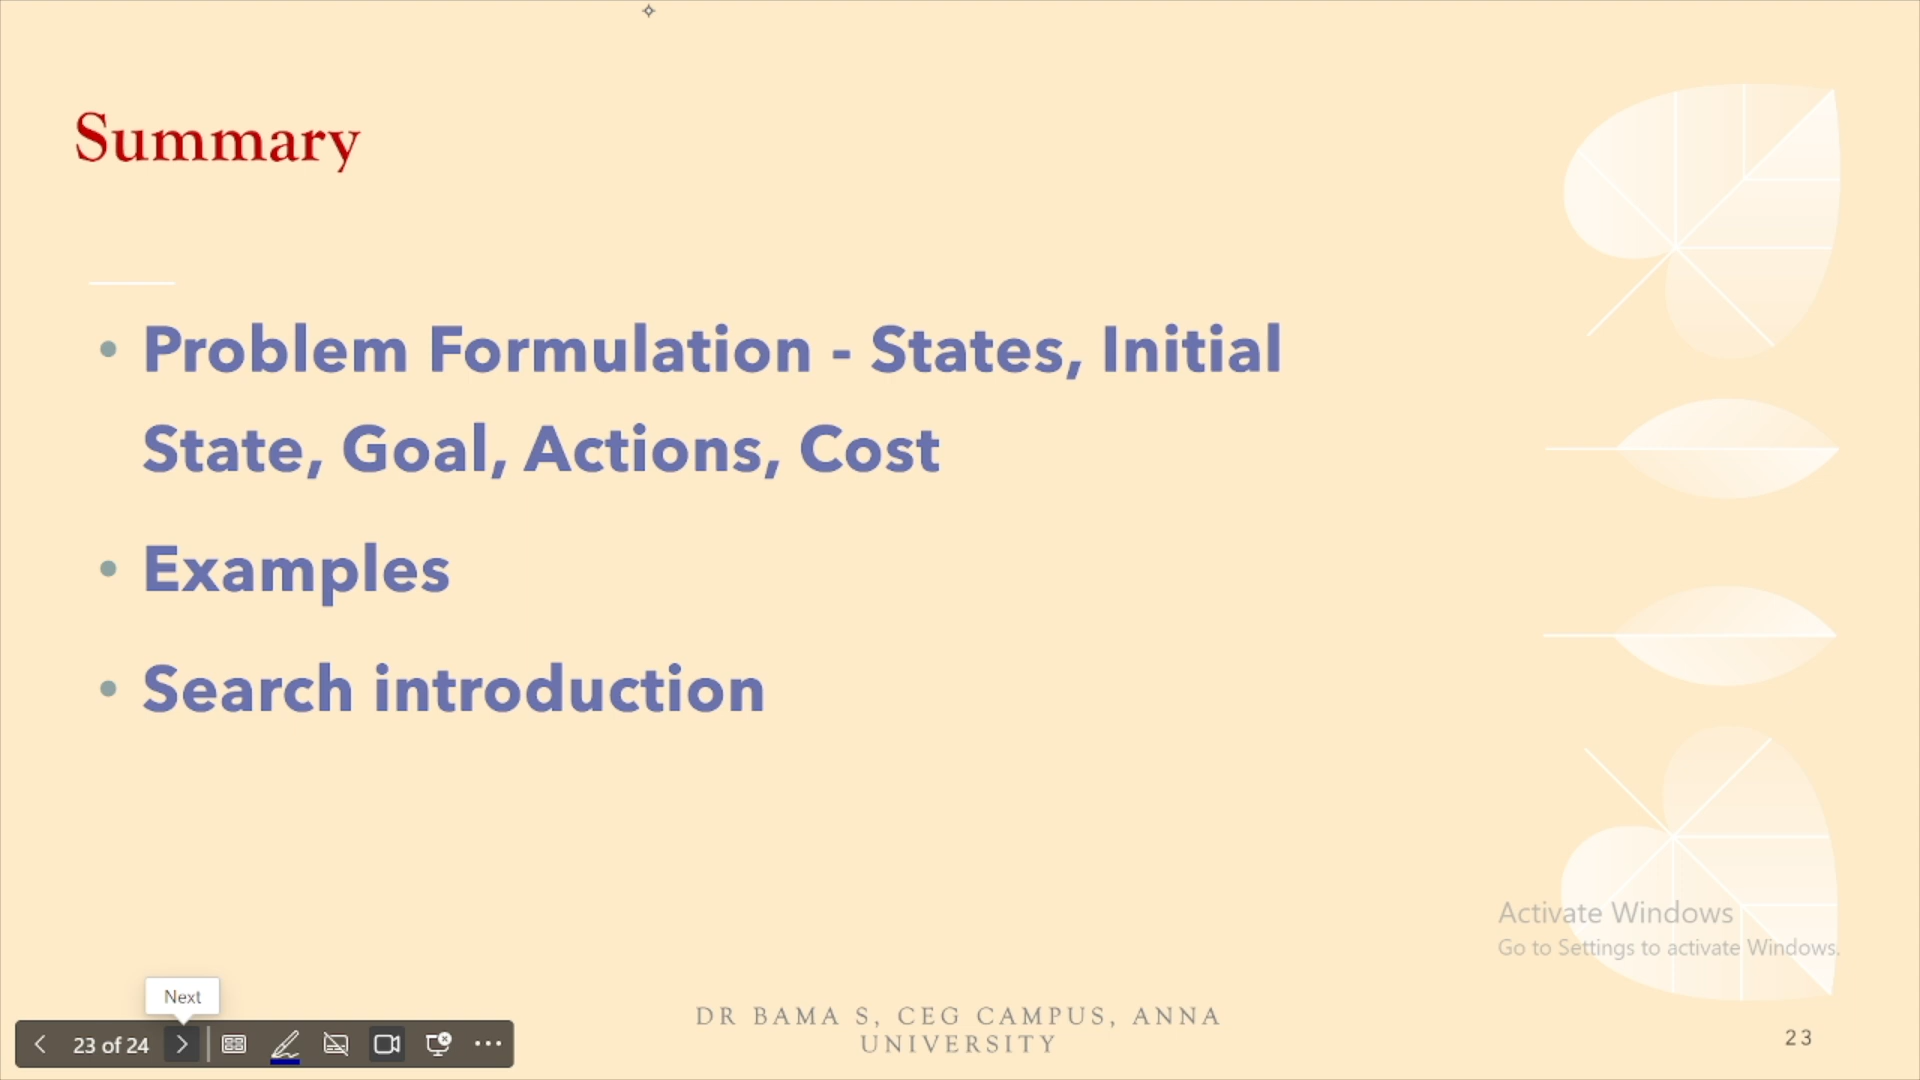 Summary
• Problem Formulation - States, Initial
State, Goal, Actions, Cost
• Examples
• Search introduction
Activate Windows
Go to Settings to activate Windows.
Next
23 of 24
DR BAMA S, CEG CAMPUS, ANNA
UNIVERSITY
23